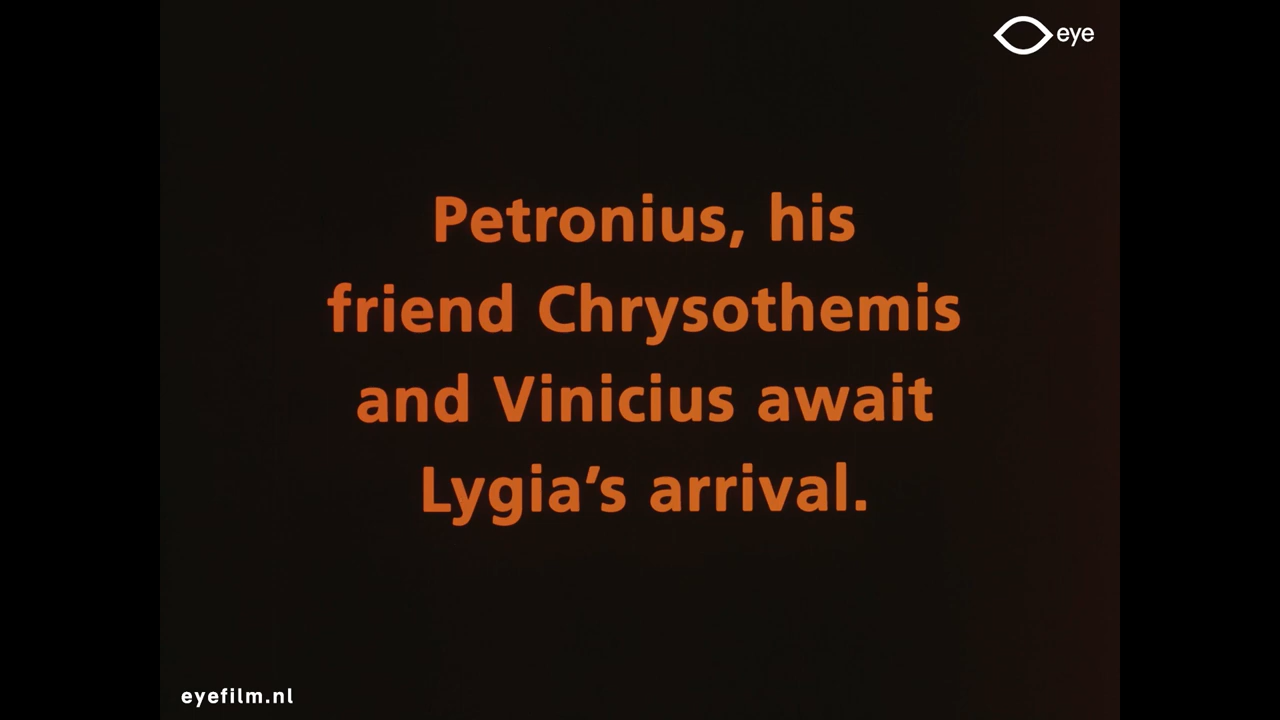 eye
Petronius, his
friend Chrysothemis
and Vinicius await
Lygia’s arrival.
eyefilm.nl